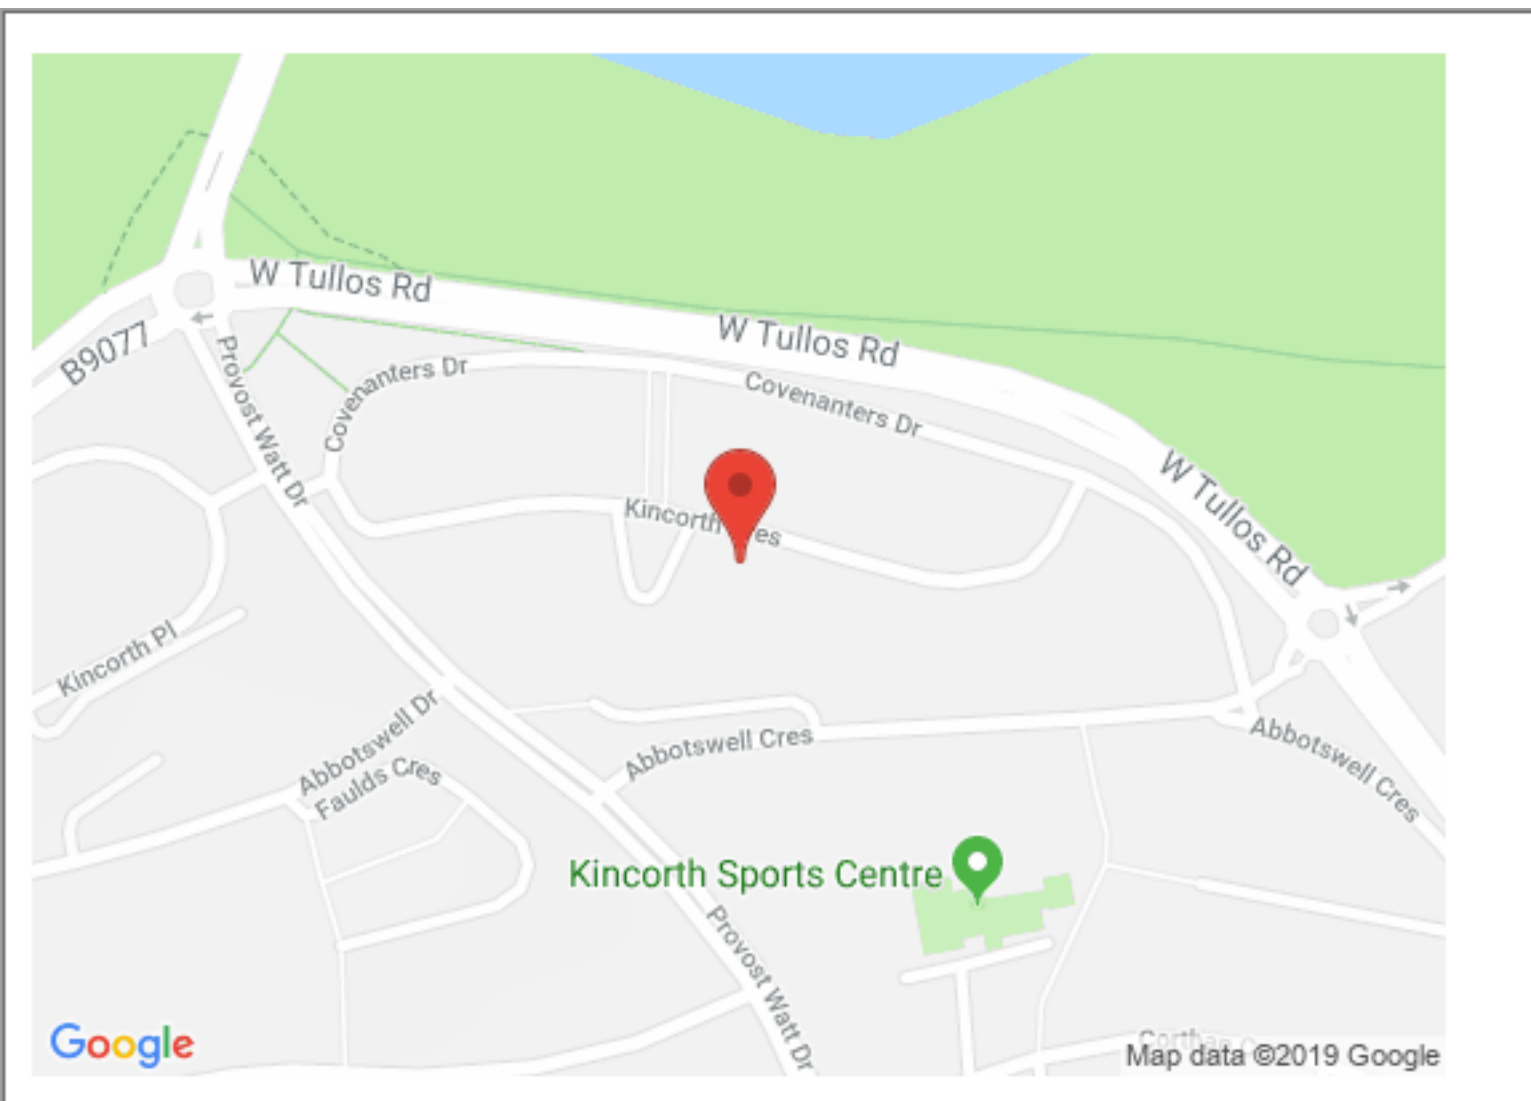 W Tullos Rd
W Tullos Rd
B9077
Provost Watt Dr
Covenanters Dr
Covenanters Dr
W Tullos Rd
Kincorth
es
Kincorth Pl
Abbotswell Dr
Faulds Cres
Abbotswell Cres
Abbotswell Cres
Kincorth Sports Centre
Provost Watt Dr
Google
Map data ©2019 Google